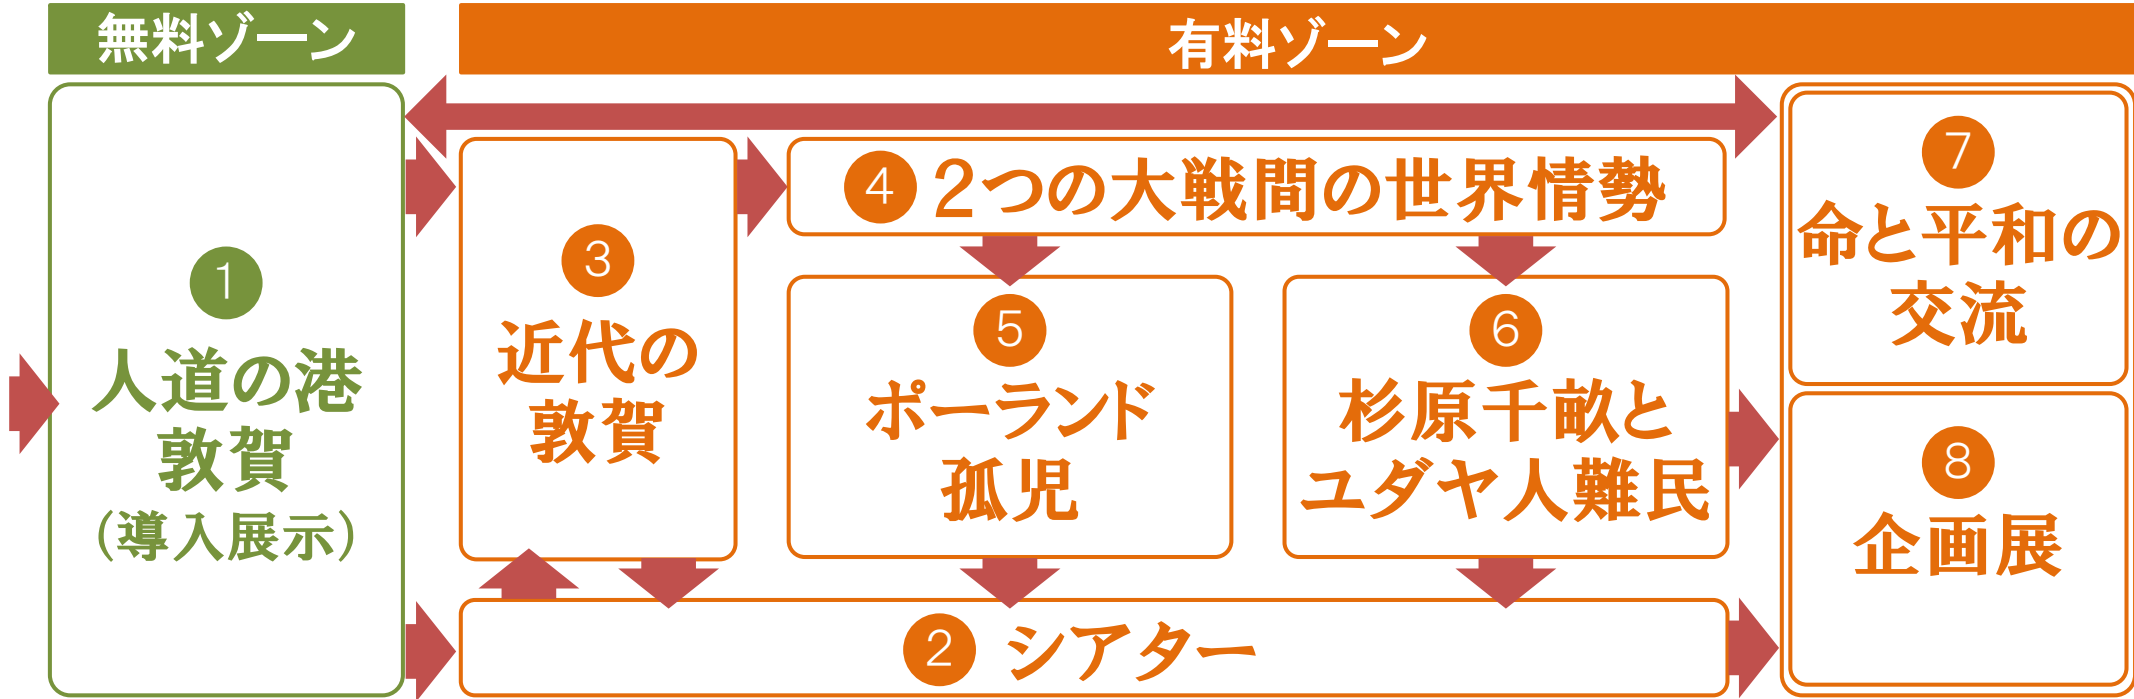 無料ゾーン
有料ゾーン
1
人道の港
敦賀
（導入展示）
3
近代の
敦賀
4 2つの大戦間の世界情勢
5
ポーランド
孤児
6
杉原千畝と
ユダヤ人難民
2 シアター
7
命と平和の
交流
8
企画展